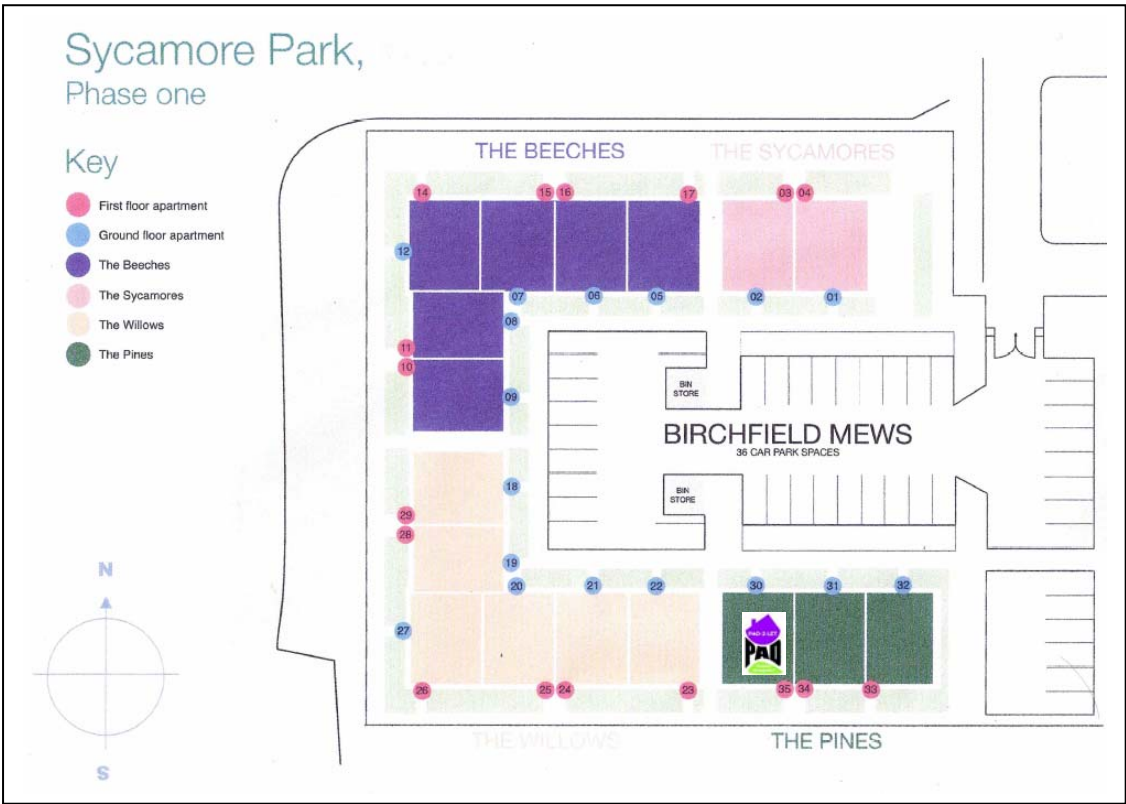 Sycamore Park,
Phase one
Key
First floor apartment
Ground floor apartment
The Beeches
The Sycamores
The Willows
The Pines
THE BEECHES
THE SYCAMORES
14
15
16
17
03
04
12
07
06
05
02
01
08
11
10
09
BIN
STORE
BIRCHFIELD MEWS
36 CAR PARK SPACES
BIN
STORE
18
29
28
19
20
21
22
30
31
32
27
PAD-2-LET
PAD
26
25
24
23
35
34
33
THE WILLOWS
THE PINES
N
S